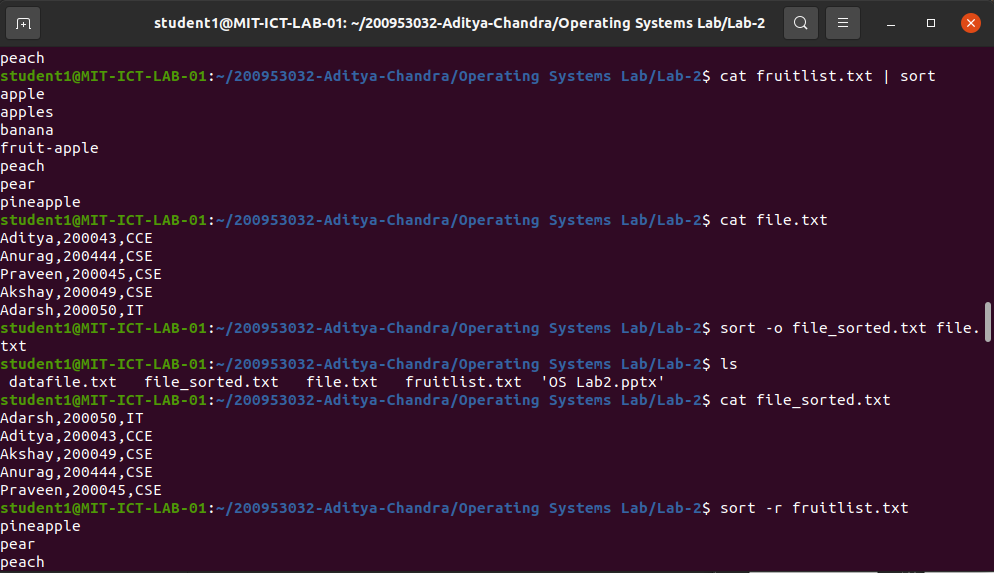 student1@MIT-ICT-LAB-01: ~/200953032-Aditya-Chandra/Operating Systems Lab/Lab-2
peach
student1@MIT-ICT-LAB-01:~/200953032-Aditya-Chandra/Operating Systems Lab/Lab-2$ cat fruitlist.txt | sort
apple
apples
banana
fruit-apple
peach
pear
pineapple
student1@MIT-ICT-LAB-01:~/200953032-Aditya-Chandra/Operating Systems Lab/Lab-2$ cat file.txt
Aditya,200043,CCE
Anurag,200444,CSE
Praveen,200045,CSE
Akshay,200049,CSE
Adarsh,200050,IT
student1@MIT-ICT-LAB-01:~/200953032-Aditya-Chandra/Operating Systems Lab/Lab-2$ sort -o file_sorted.txt file.
txt
student1@MIT-ICT-LAB-01:~/200953032-Aditya-Chandra/Operating Systems Lab/Lab-2$ ls
datafile.txt   file_sorted.txt   file.txt   fruitlist.txt  'OS Lab2.pptx'
student1@MIT-ICT-LAB-01:~/200953032-Aditya-Chandra/Operating Systems Lab/Lab-2$ cat file_sorted.txt
Adarsh,200050,IT
Aditya,200043,CCE
Akshay,200049,CSE
Anurag,200444,CSE
Praveen,200045,CSE
student1@MIT-ICT-LAB-01:~/200953032-Aditya-Chandra/Operating Systems Lab/Lab-2$ sort -r fruitlist.txt
pineapple
pear
peach